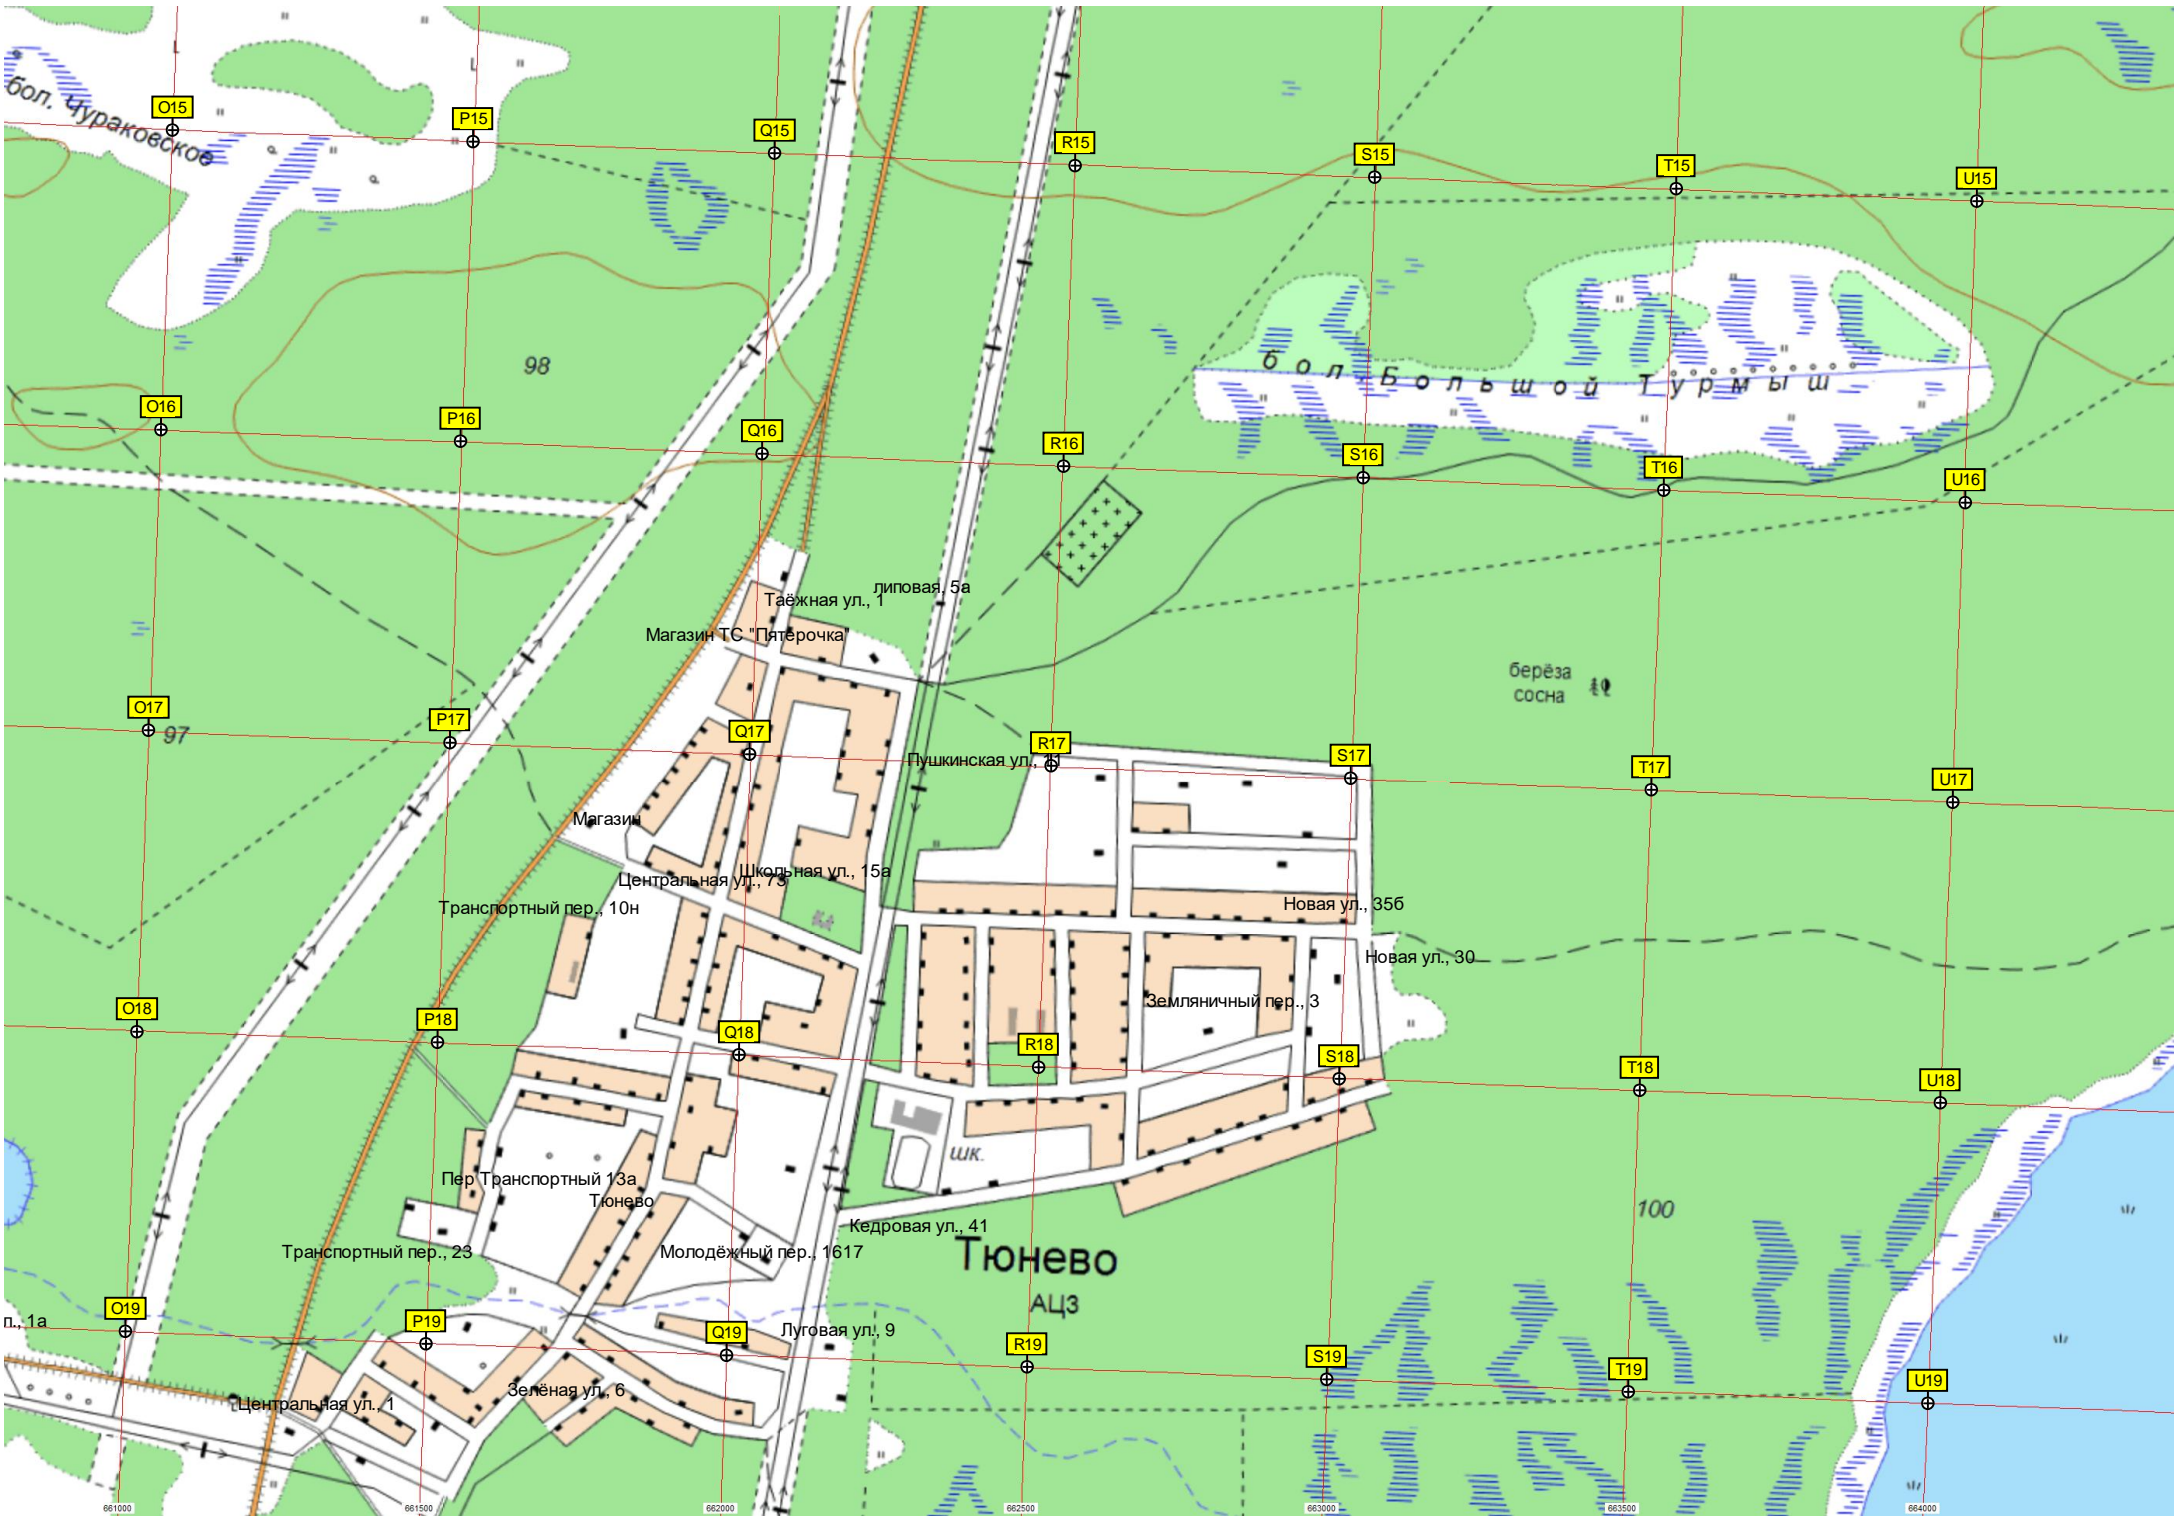 бол. Чураковское
O15
P15
Q15
R15
S15
T15
U15
98
бол. Большой Турмыш
O16
P16
Q16
R16
S16
T16
U16
липовая, 5а
Таёжная ул., 1
Магазин ТС "Пятёрочка"
берёза
сосна
O17
97
P17
Q17
R17
S17
T17
U17
Пушкинская ул., 11
Магазин
Школьная ул., 15а
Центральная ул., 73
Транспортный пер., 10н
Новая ул., 35б
Новая ул., 30
Земляничный пер., 3
O18
P18
Q18
R18
S18
T18
U18
шк.
Пер Транспортный 13а
Тюнево
100
Кедровая ул., 41
Транспортный пер., 23
Молодёжный пер., 1617
Тюнево
АЦЗ
O19
P19
Q19
R19
S19
T19
U19
п., 1а
Луговая ул., 9
Зелёная ул., 6
Центральная ул., 1
661000
661500
662000
662500
663000
663500
664000